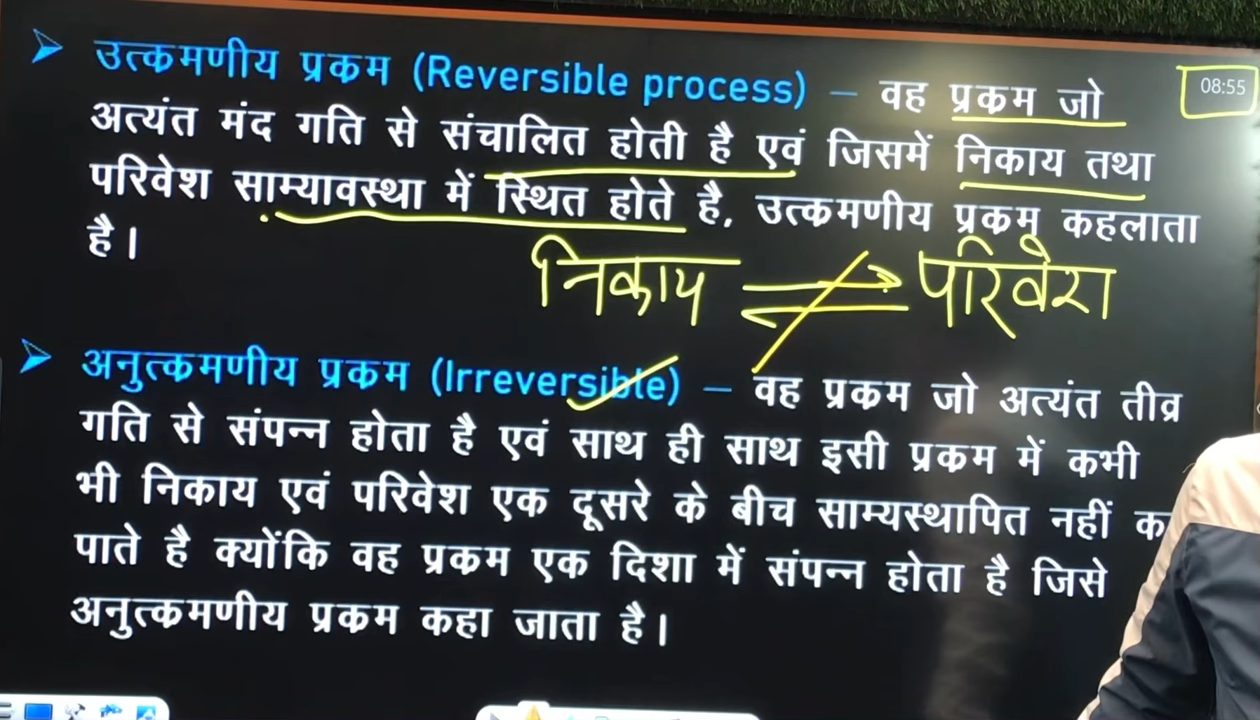 ➤ उत्क्रमणीय प्रक्रम (Reversible process) – वह प्रक्रम जो
08:55
अत्यंत मंद गति से संचालित होती है एवं जिसमें निकाय तथा
परिवेश साम्यावस्था में स्थित होते है, उत्क्रमणीय प्रक्रम कहलाता
है।
निकाय ⇌ परिवेश
➤ अनुत्क्रमणीय प्रक्रम (Irreversible) – वह प्रक्रम जो अत्यंत तीव्र
गति से संपन्न होता है एवं साथ ही साथ इसी प्रक्रम में कभी
भी निकाय एवं परिवेश एक दूसरे के बीच साम्यस्थापित नहीं
पाते है क्योंकि वह प्रक्रम एक दिशा में संपन्न होता है जिसे
अनुत्क्रमणीय प्रक्रम कहा जाता है।